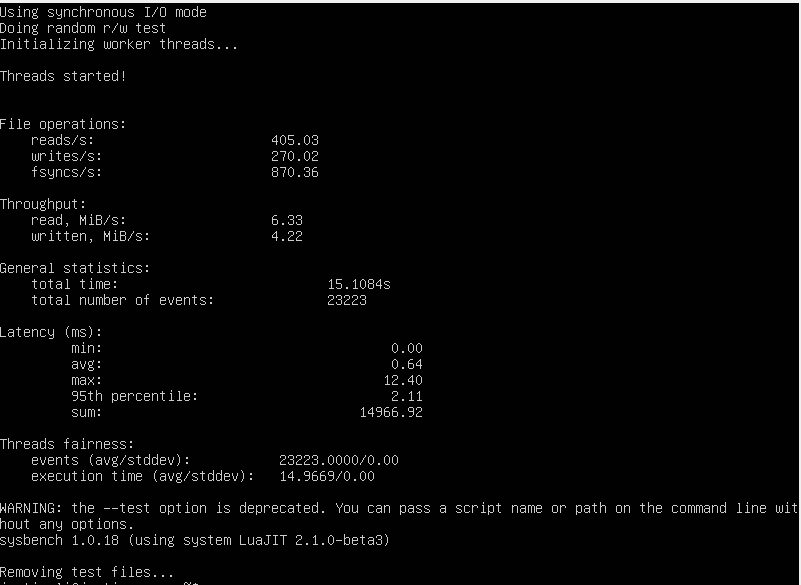 Using synchronous I/O mode
Doing random r/w test
Initializing worker threads...
Threads started!
File operations:
reads/s: 405.03
writes/s: 270.02
fsyncs/s: 870.36
Throughput:
read, MiB/s: 6.33
written, MiB/s: 4.22
General statistics:
total time: 15.1084s
total number of events: 23223
Latency (ms):
min: 0.00
avg: 0.64
max: 12.40
95th percentile: 2.11
sum: 14966.92
Threads fairness:
events (avg/stddev): 23223.0000/0.00
execution time (avg/stddev): 14.9669/0.00
WARNING: the --test option is deprecated. You can pass a script name or path on the command line wit
hout any options.
sysbench 1.0.18 (using system LuaJIT 2.1.0-beta3)
Removing test files...